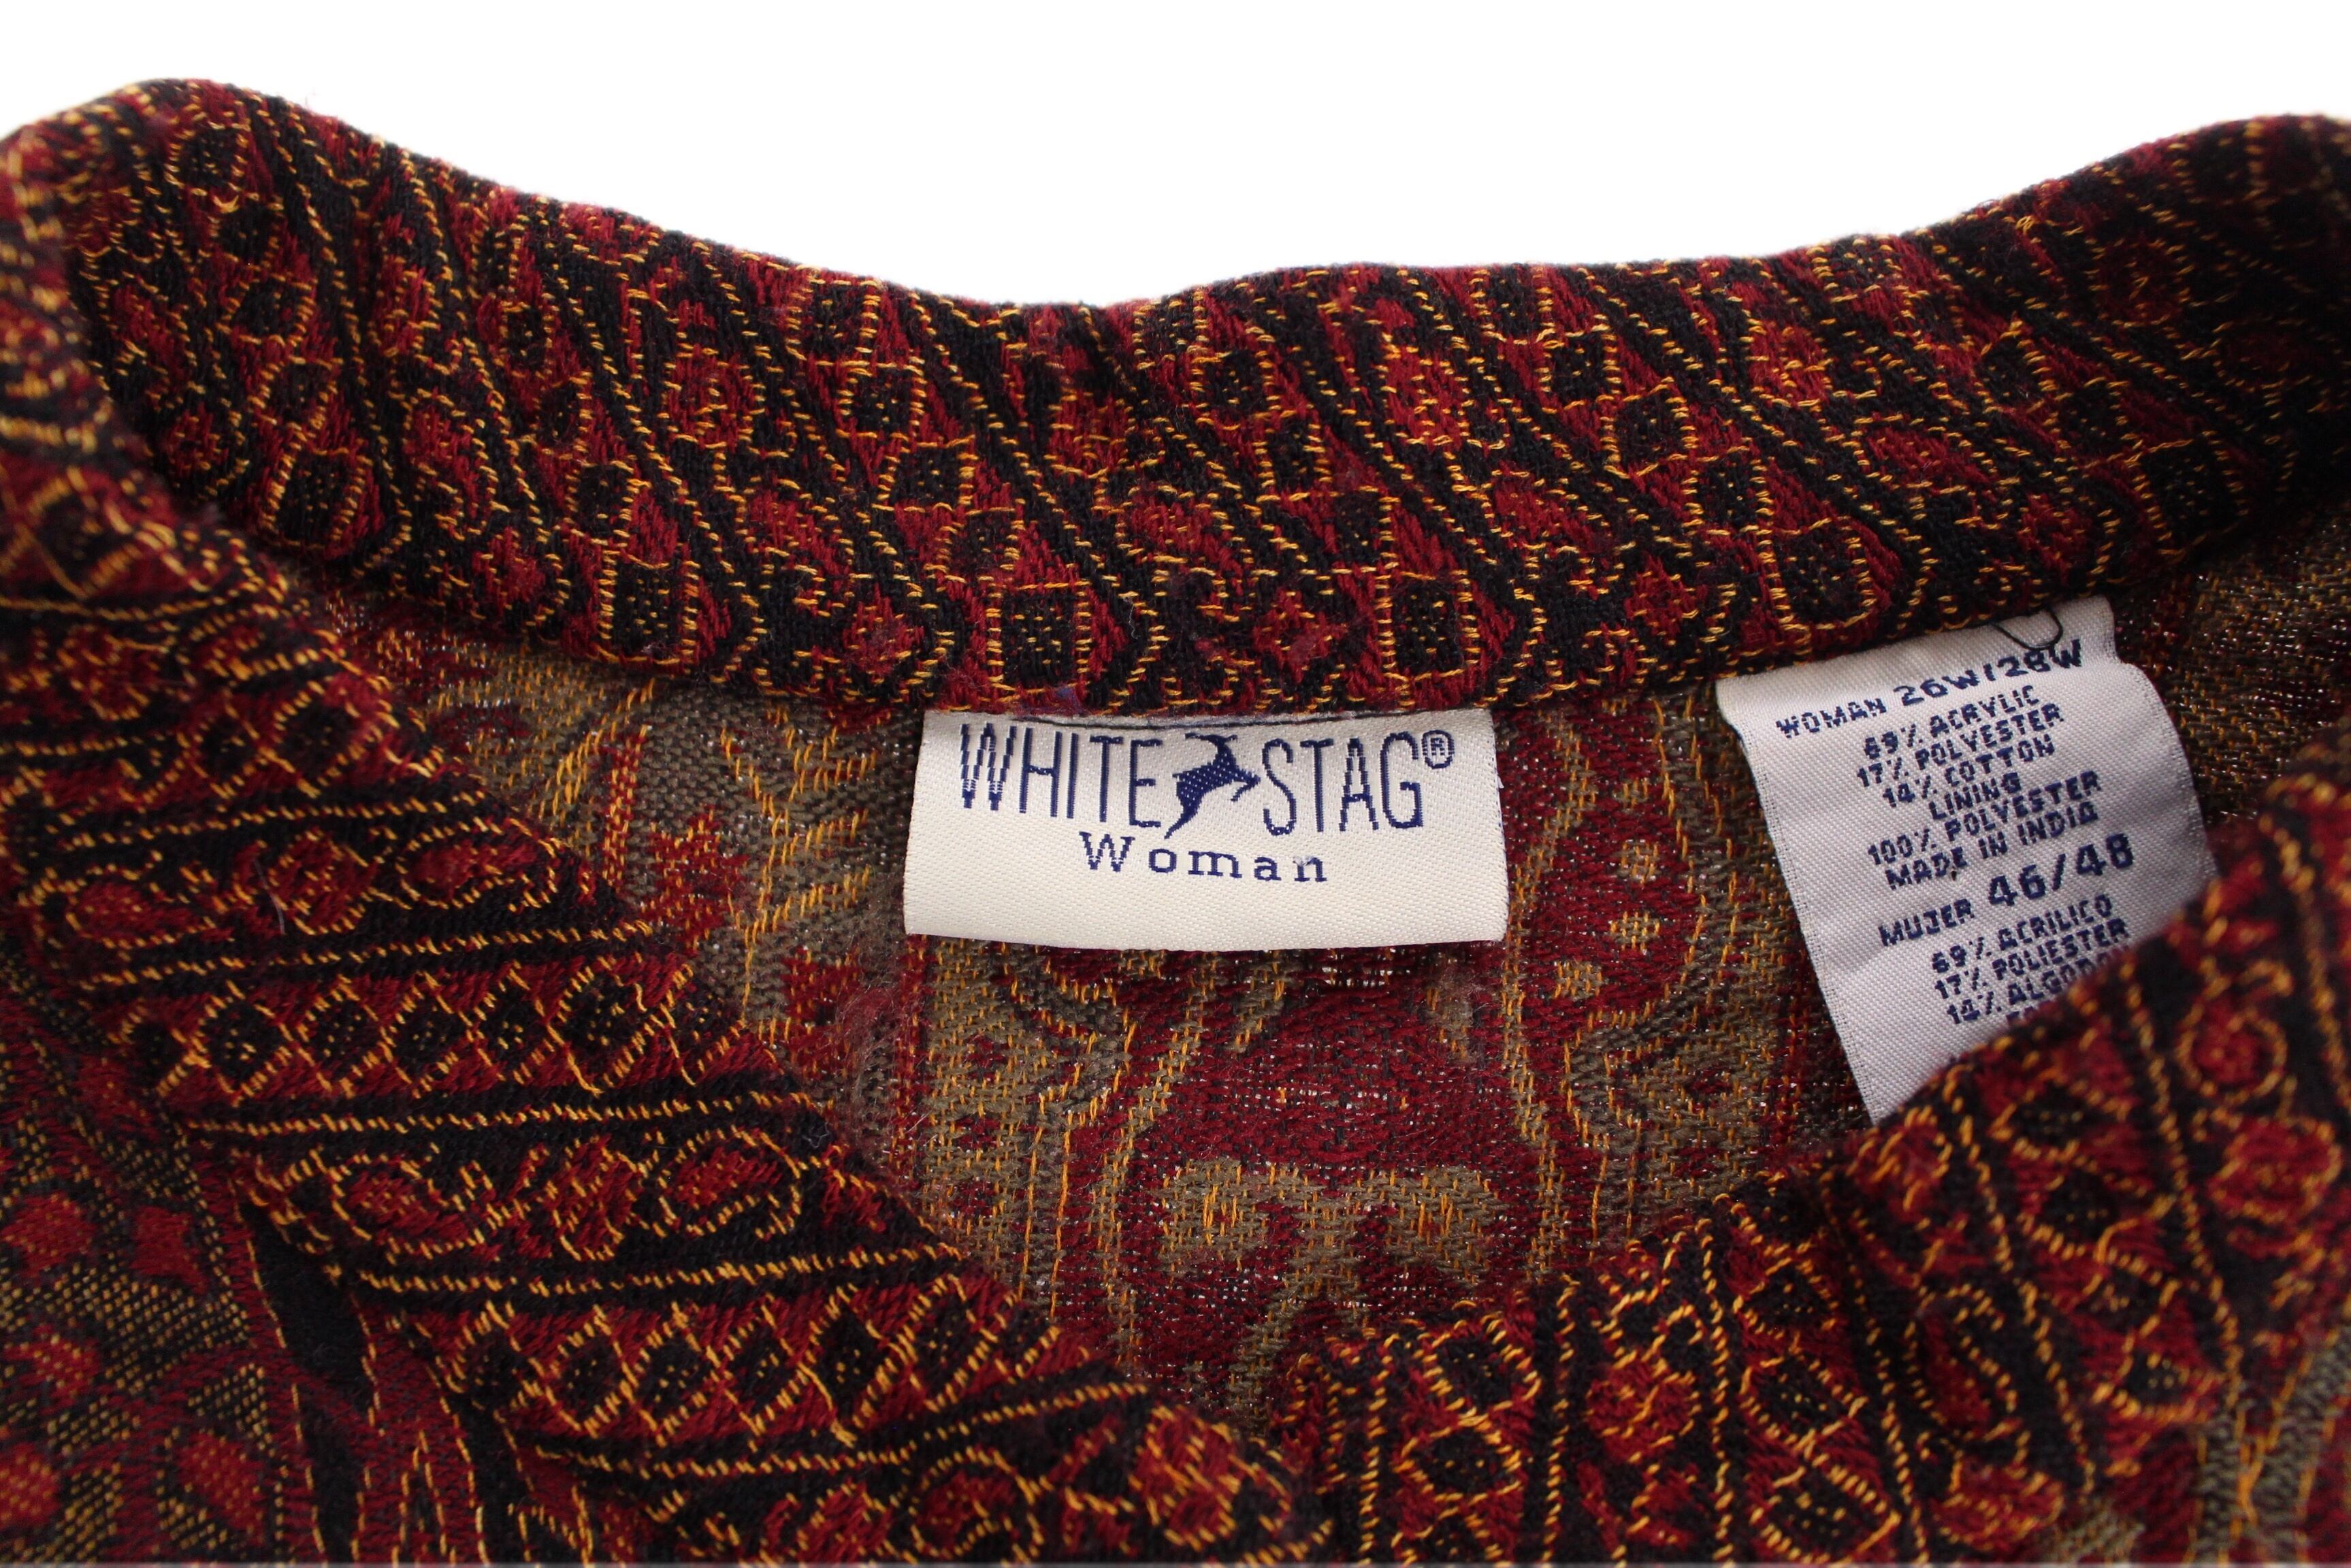 WHITE STAG®
Woman
WOMAN 26W/28W
69% ACRYLIC
17% POLYESTER
14% COTTON
LINING
100% POLYESTER
MADE IN INDIA
MUJER 46/48
69% ACRILICO
17% POLIESTER
14%